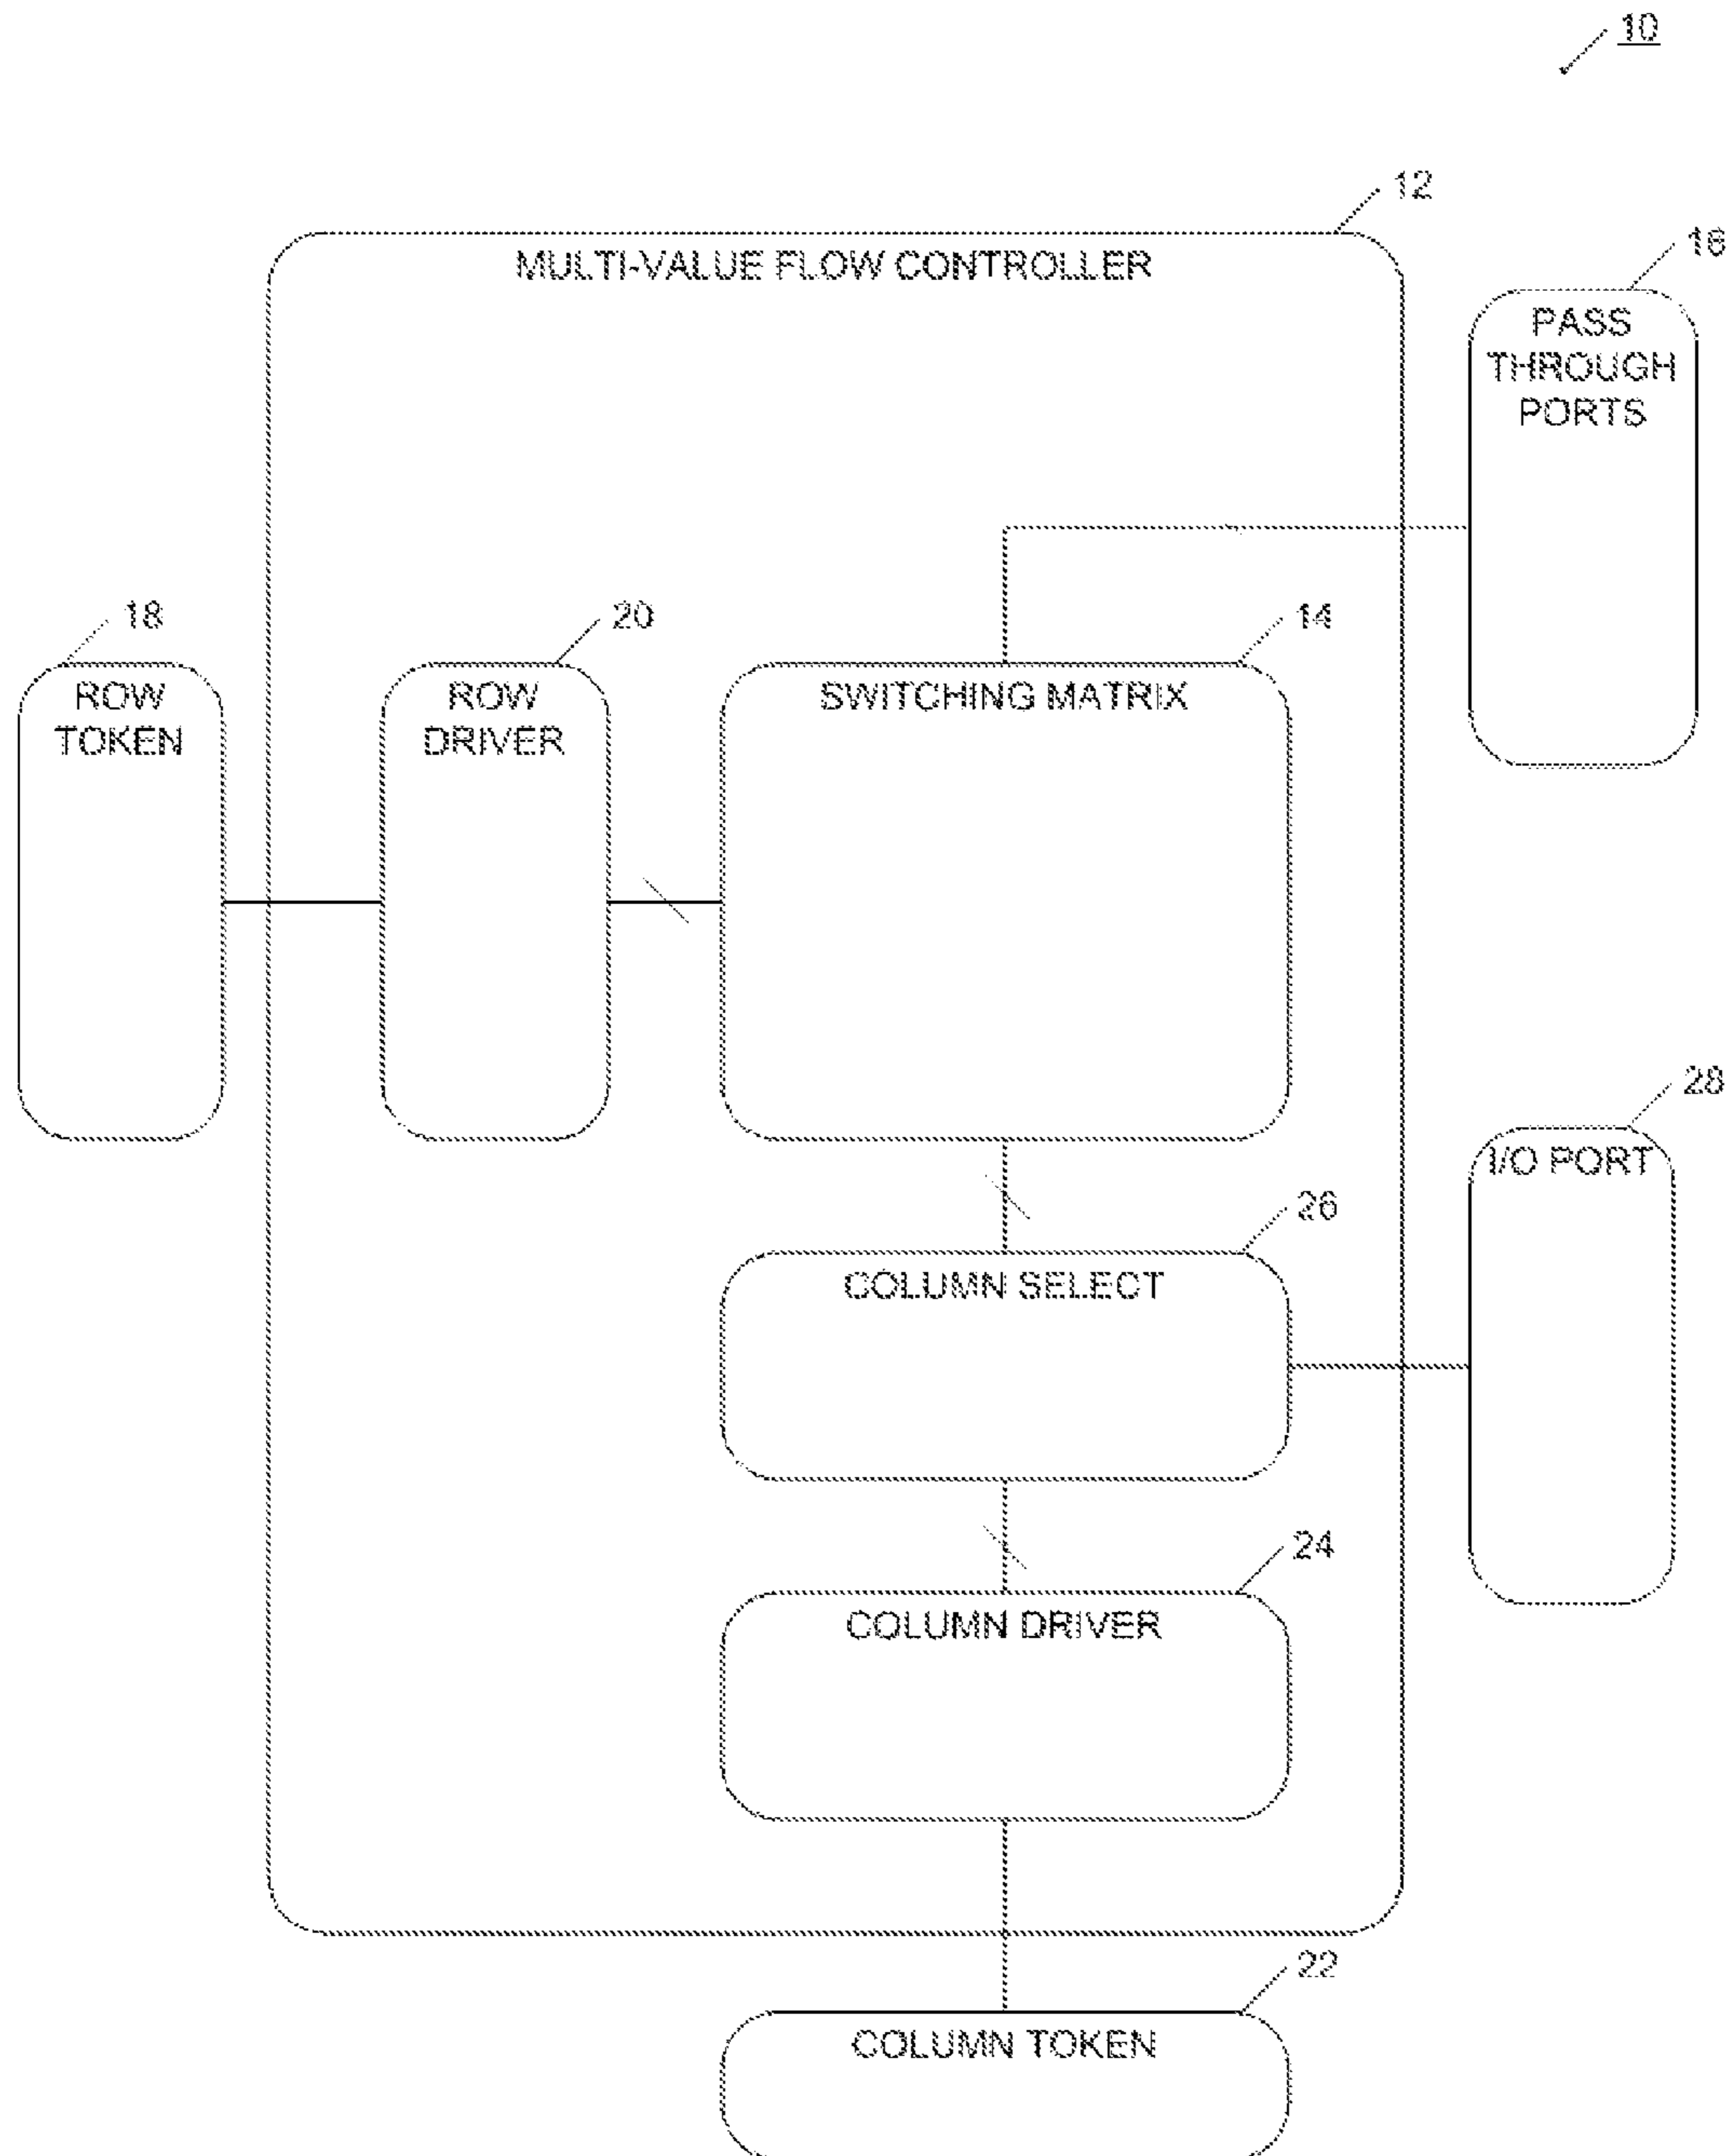 10
12
MULTI-VALUE FLOW CONTROLLER
16
PASS
THROUGH
PORTS
18
ROW
TOKEN
20
ROW
DRIVER
14
SWITCHING MATRIX
28
I/O PORT
26
COLUMN SELECT
24
COLUMN DRIVER
22
COLUMN TOKEN